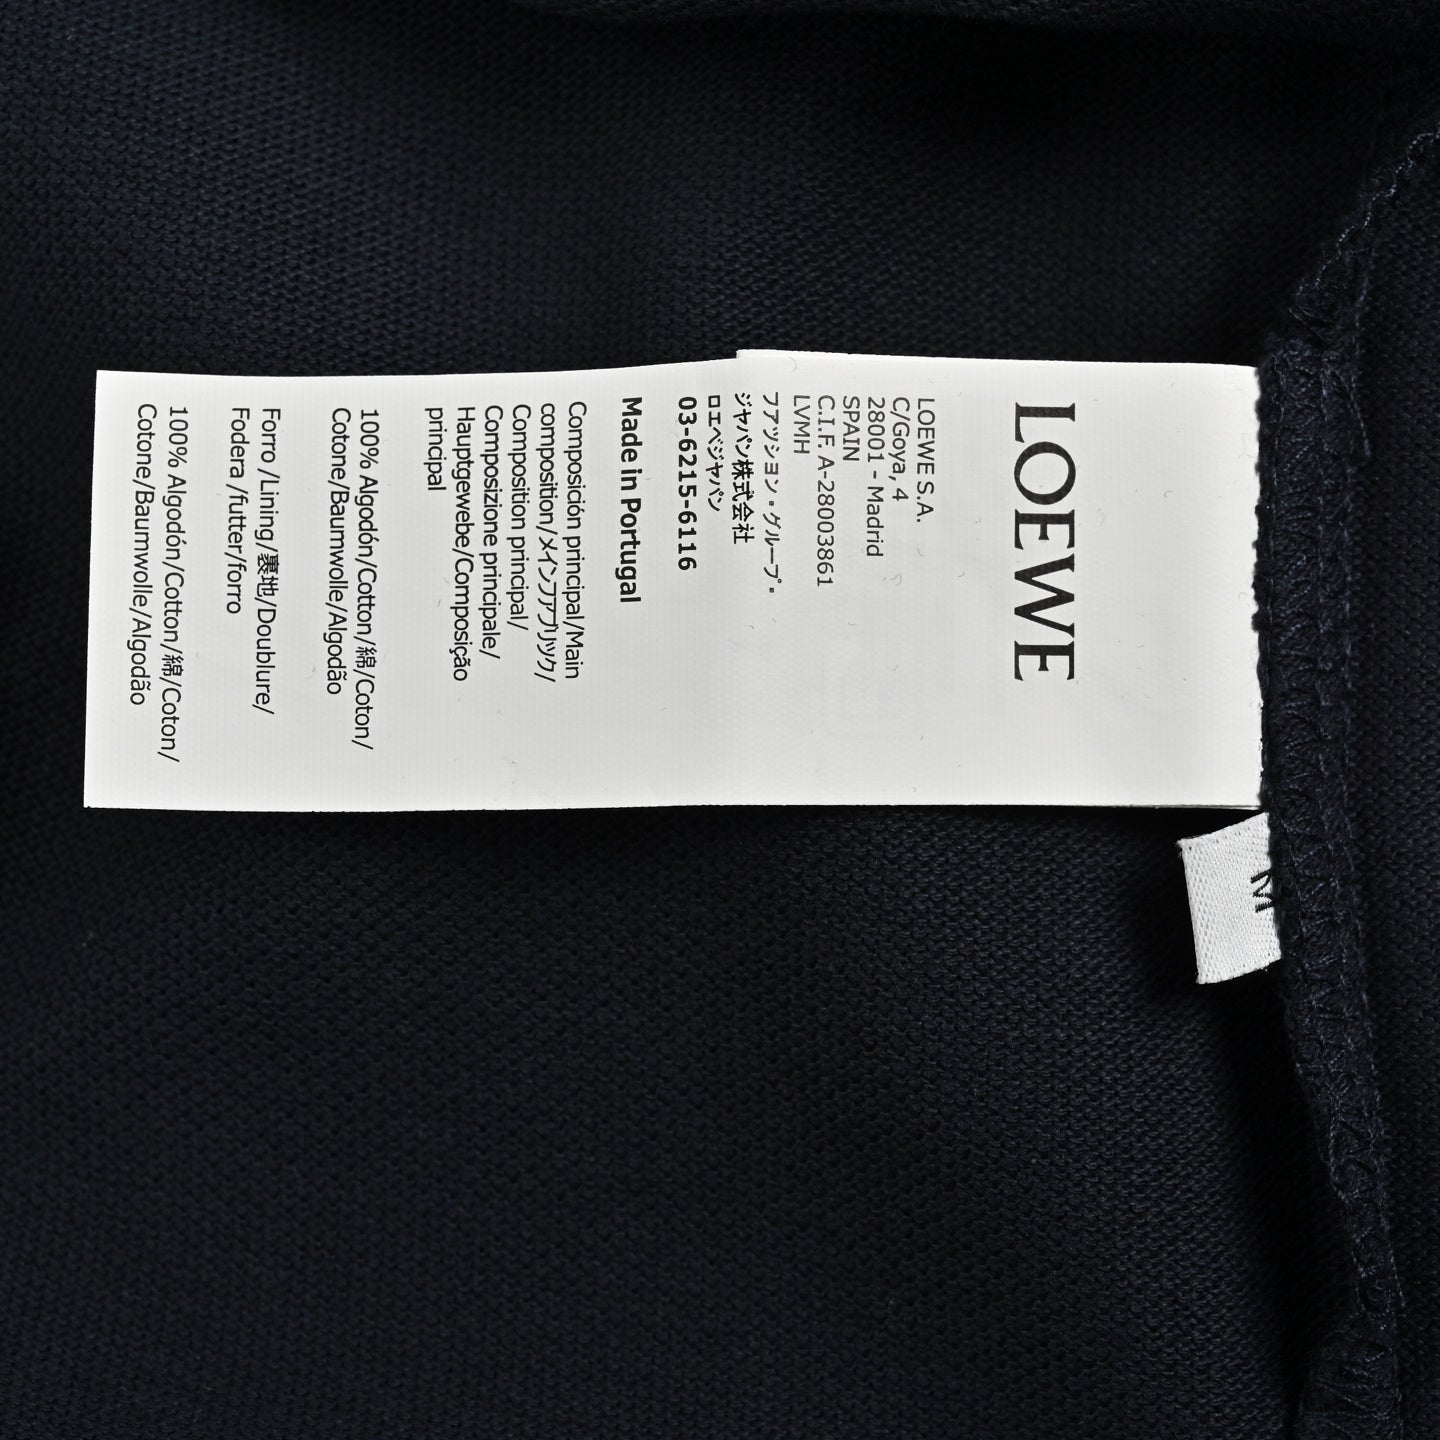 LOEWE
LOEWE S.A.
C/Goya, 4
28001 - Madrid
SPAIN
C.I.F. A-28003861
LVMH
フアッション・グループ・
ジャパン株式会社
ロエベジャパン
03-6215-6116
Made in Portugal
Composición principal/Main
composition/メインファブリック/
Composition principal/
Composizione principale/
Hauptgewebe/Composição
principal
100% Algodón/Cotton/綿/Coton/
Cotone/Baumwolle/Algodão
Forro /Lining/裏地/Doublure/
Fodera /futter/forro
100% Algodón/Cotton/綿/Coton/
Cotone/Baumwolle/Algodão
M